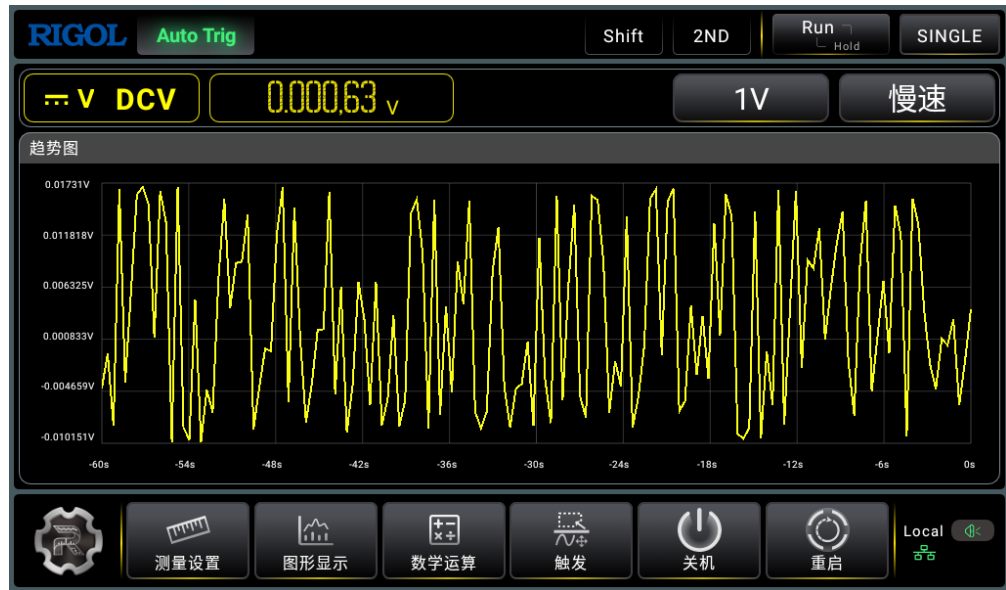 RIGOL Auto Trig Shift 2ND Run Hold SINGLE
V DCV 0.000,63 V 1V 慢速
趋势图
0.01731V
0.011818V
0.006325V
0.000833V
-0.004659V
-0.010151V
-60s -54s -48s -42s -36s -30s -24s -18s -12s -6s 0s
测量设置 图形显示 数学运算 触发 关机 重启 Local